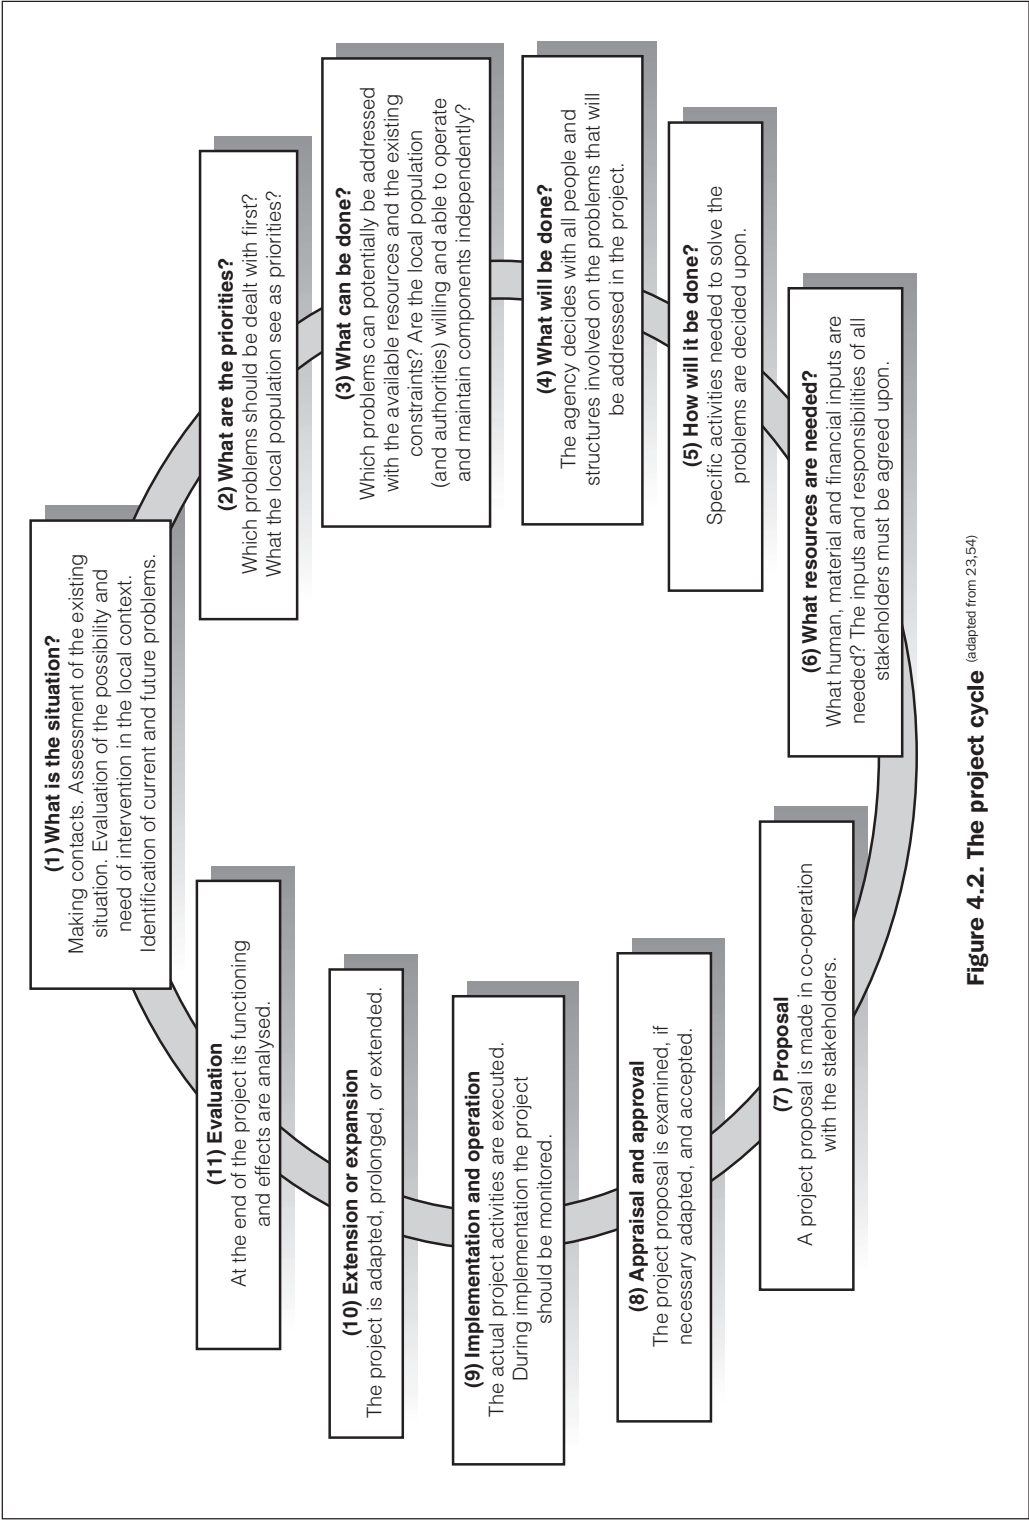 (1) What is the situation?
Making contacts. Assessment of the existing
situation. Evaluation of the possibility and
need of intervention in the local context.
Identification of current and future problems.
(2) What are the priorities?
Which problems should be dealt with first?
What the local population see as priorities?
(3) What can be done?
Which problems can potentially be addressed
with the available resources and the existing
constraints? Are the local population
(and authorities) willing and able to operate
and maintain components independently?
(4) What will be done?
The agency decides with all people and
structures involved on the problems that will
be addressed in the project.
(5) How will it be done?
Specific activities needed to solve the
problems are decided upon.
(6) What resources are needed?
What human, material and financial inputs are
needed? The inputs and responsibilities of all
stakeholders must be agreed upon.
(7) Proposal
A project proposal is made in co-operation
with the stakeholders.
(8) Appraisal and approval
The project proposal is examined, if
necessary adapted, and accepted.
(9) Implementation and operation
The actual project activities are executed.
During implementation the project
should be monitored.
(10) Extension or expansion
The project is adapted, prolonged, or extended.
(11) Evaluation
At the end of the project its functioning
and effects are analysed.
Figure 4.2. The project cycle (adapted from 23,54)